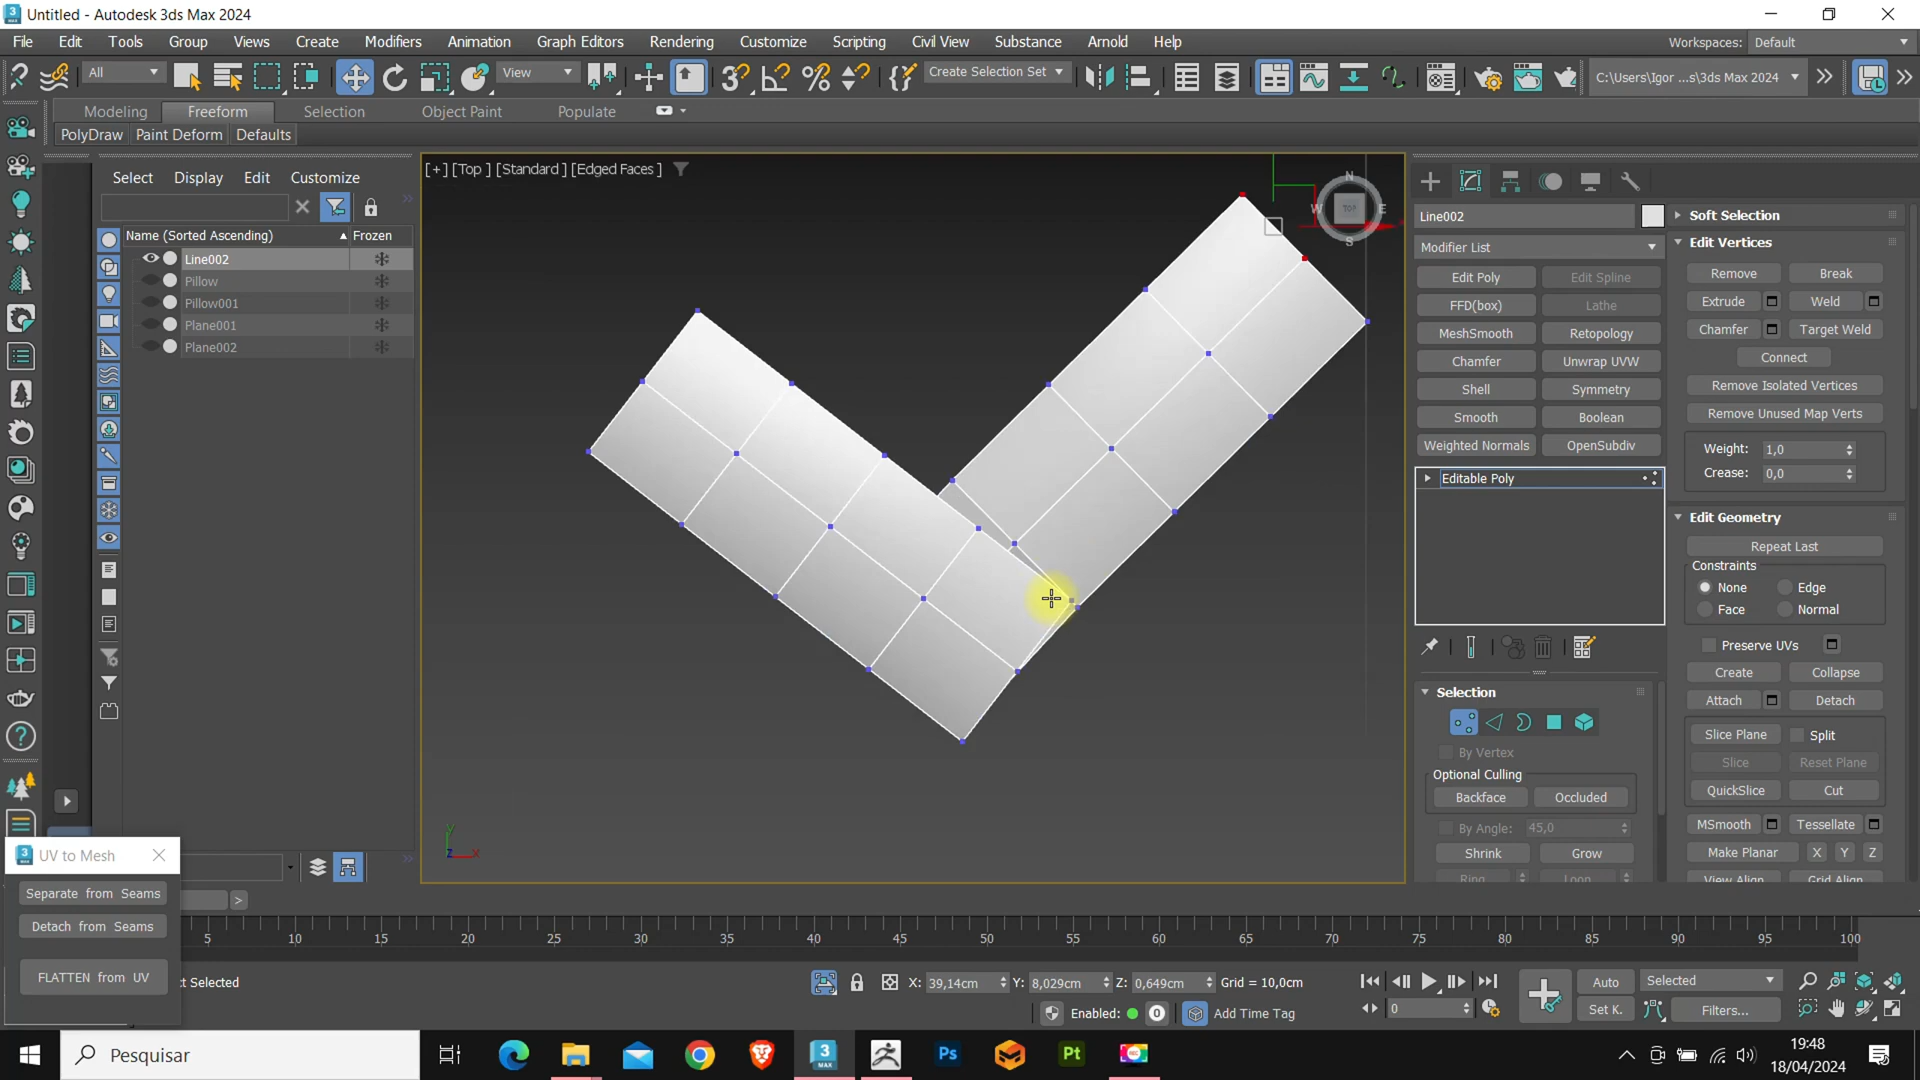 Untitled - Autodesk 3ds Max 2024
File Edit Tools Group Views Create Modifiers Animation Graph Editors Rendering Customize Scripting Civil View Substance Arnold Help
Workspaces: Default
All View Create Selection Set C:\Users\Igor ...s\3ds Max 2024
Modeling Freeform Selection Object Paint Populate
PolyDraw Paint Deform Defaults
Select Display Edit Customize
Name (Sorted Ascending) Frozen
Line002
Pillow
Pillow001
Plane001
Plane002
[+] [Top ] [Standard ] [Edged Faces ]
N
W TOP E
S
y
z x
Line002
Modifier List
Edit Poly Edit Spline
FFD(box) Lathe
MeshSmooth Retopology
Chamfer Unwrap UVW
Shell Symmetry
Smooth Boolean
Weighted Normals OpenSubdiv
Editable Poly
Selection
By Vertex
Optional Culling
Backface Occluded
By Angle: 45,0
Shrink Grow
Ring Loop
Soft Selection
Edit Vertices
Remove Break
Extrude Weld
Chamfer Target Weld
Connect
Remove Isolated Vertices
Remove Unused Map Verts
Weight: 1,0
Crease: 0,0
Edit Geometry
Repeat Last
Constraints
None Edge
Face Normal
Preserve UVs
Create Collapse
Attach Detach
Slice Plane Split
Slice Reset Plane
QuickSlice Cut
MSmooth Tessellate
Make Planar X Y Z
View Align Grid Align
UV to Mesh
Separate from Seams
Detach from Seams
FLATTEN from UV
5 10 15 20 25 30 35 40 45 50 55 60 65 70 75 80 85 90 95 100
ct Selected
X: 39,14cm Y: 8,029cm Z: 0,649cm Grid = 10,0cm
Enabled: 0 Add Time Tag
0
Auto Selected
Set K. Filters...
Pesquisar
3 MAX Ps Pt
19:48
18/04/2024